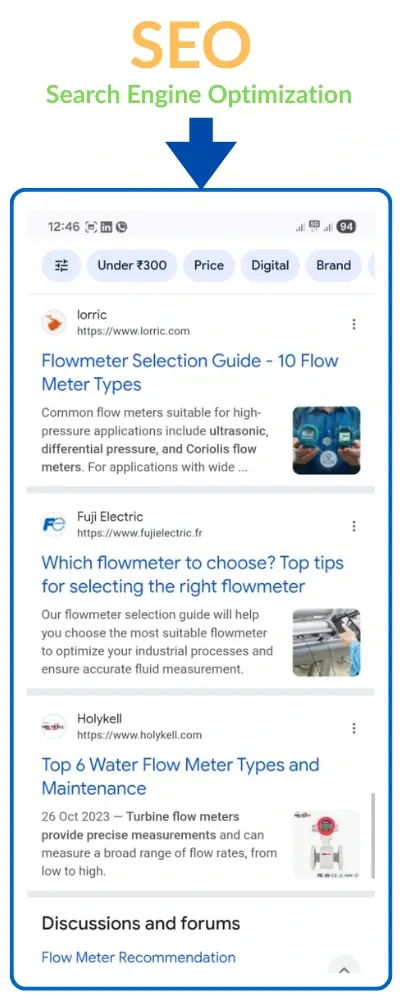 SEO
Search Engine Optimization
12:46
5G
94
Under ₹300
Price
Digital
Brand
lorric
https://www.lorric.com
Flowmeter Selection Guide - 10 Flow
Meter Types
Common flow meters suitable for high-
pressure applications include ultrasonic,
differential pressure, and Coriolis flow
meters. For applications with wide ...
Fuji Electric
https://www.fujielectric.fr
Which flowmeter to choose? Top tips
for selecting the right flowmeter
Our flowmeter selection guide will help
you choose the most suitable flowmeter
to optimize your industrial processes and
ensure accurate fluid measurement.
Holykell
https://www.holykell.com
Top 6 Water Flow Meter Types and
Maintenance
26 Oct 2023 — Turbine flow meters
provide precise measurements and can
measure a broad range of flow rates, from
low to high.
Discussions and forums
Flow Meter Recommendation